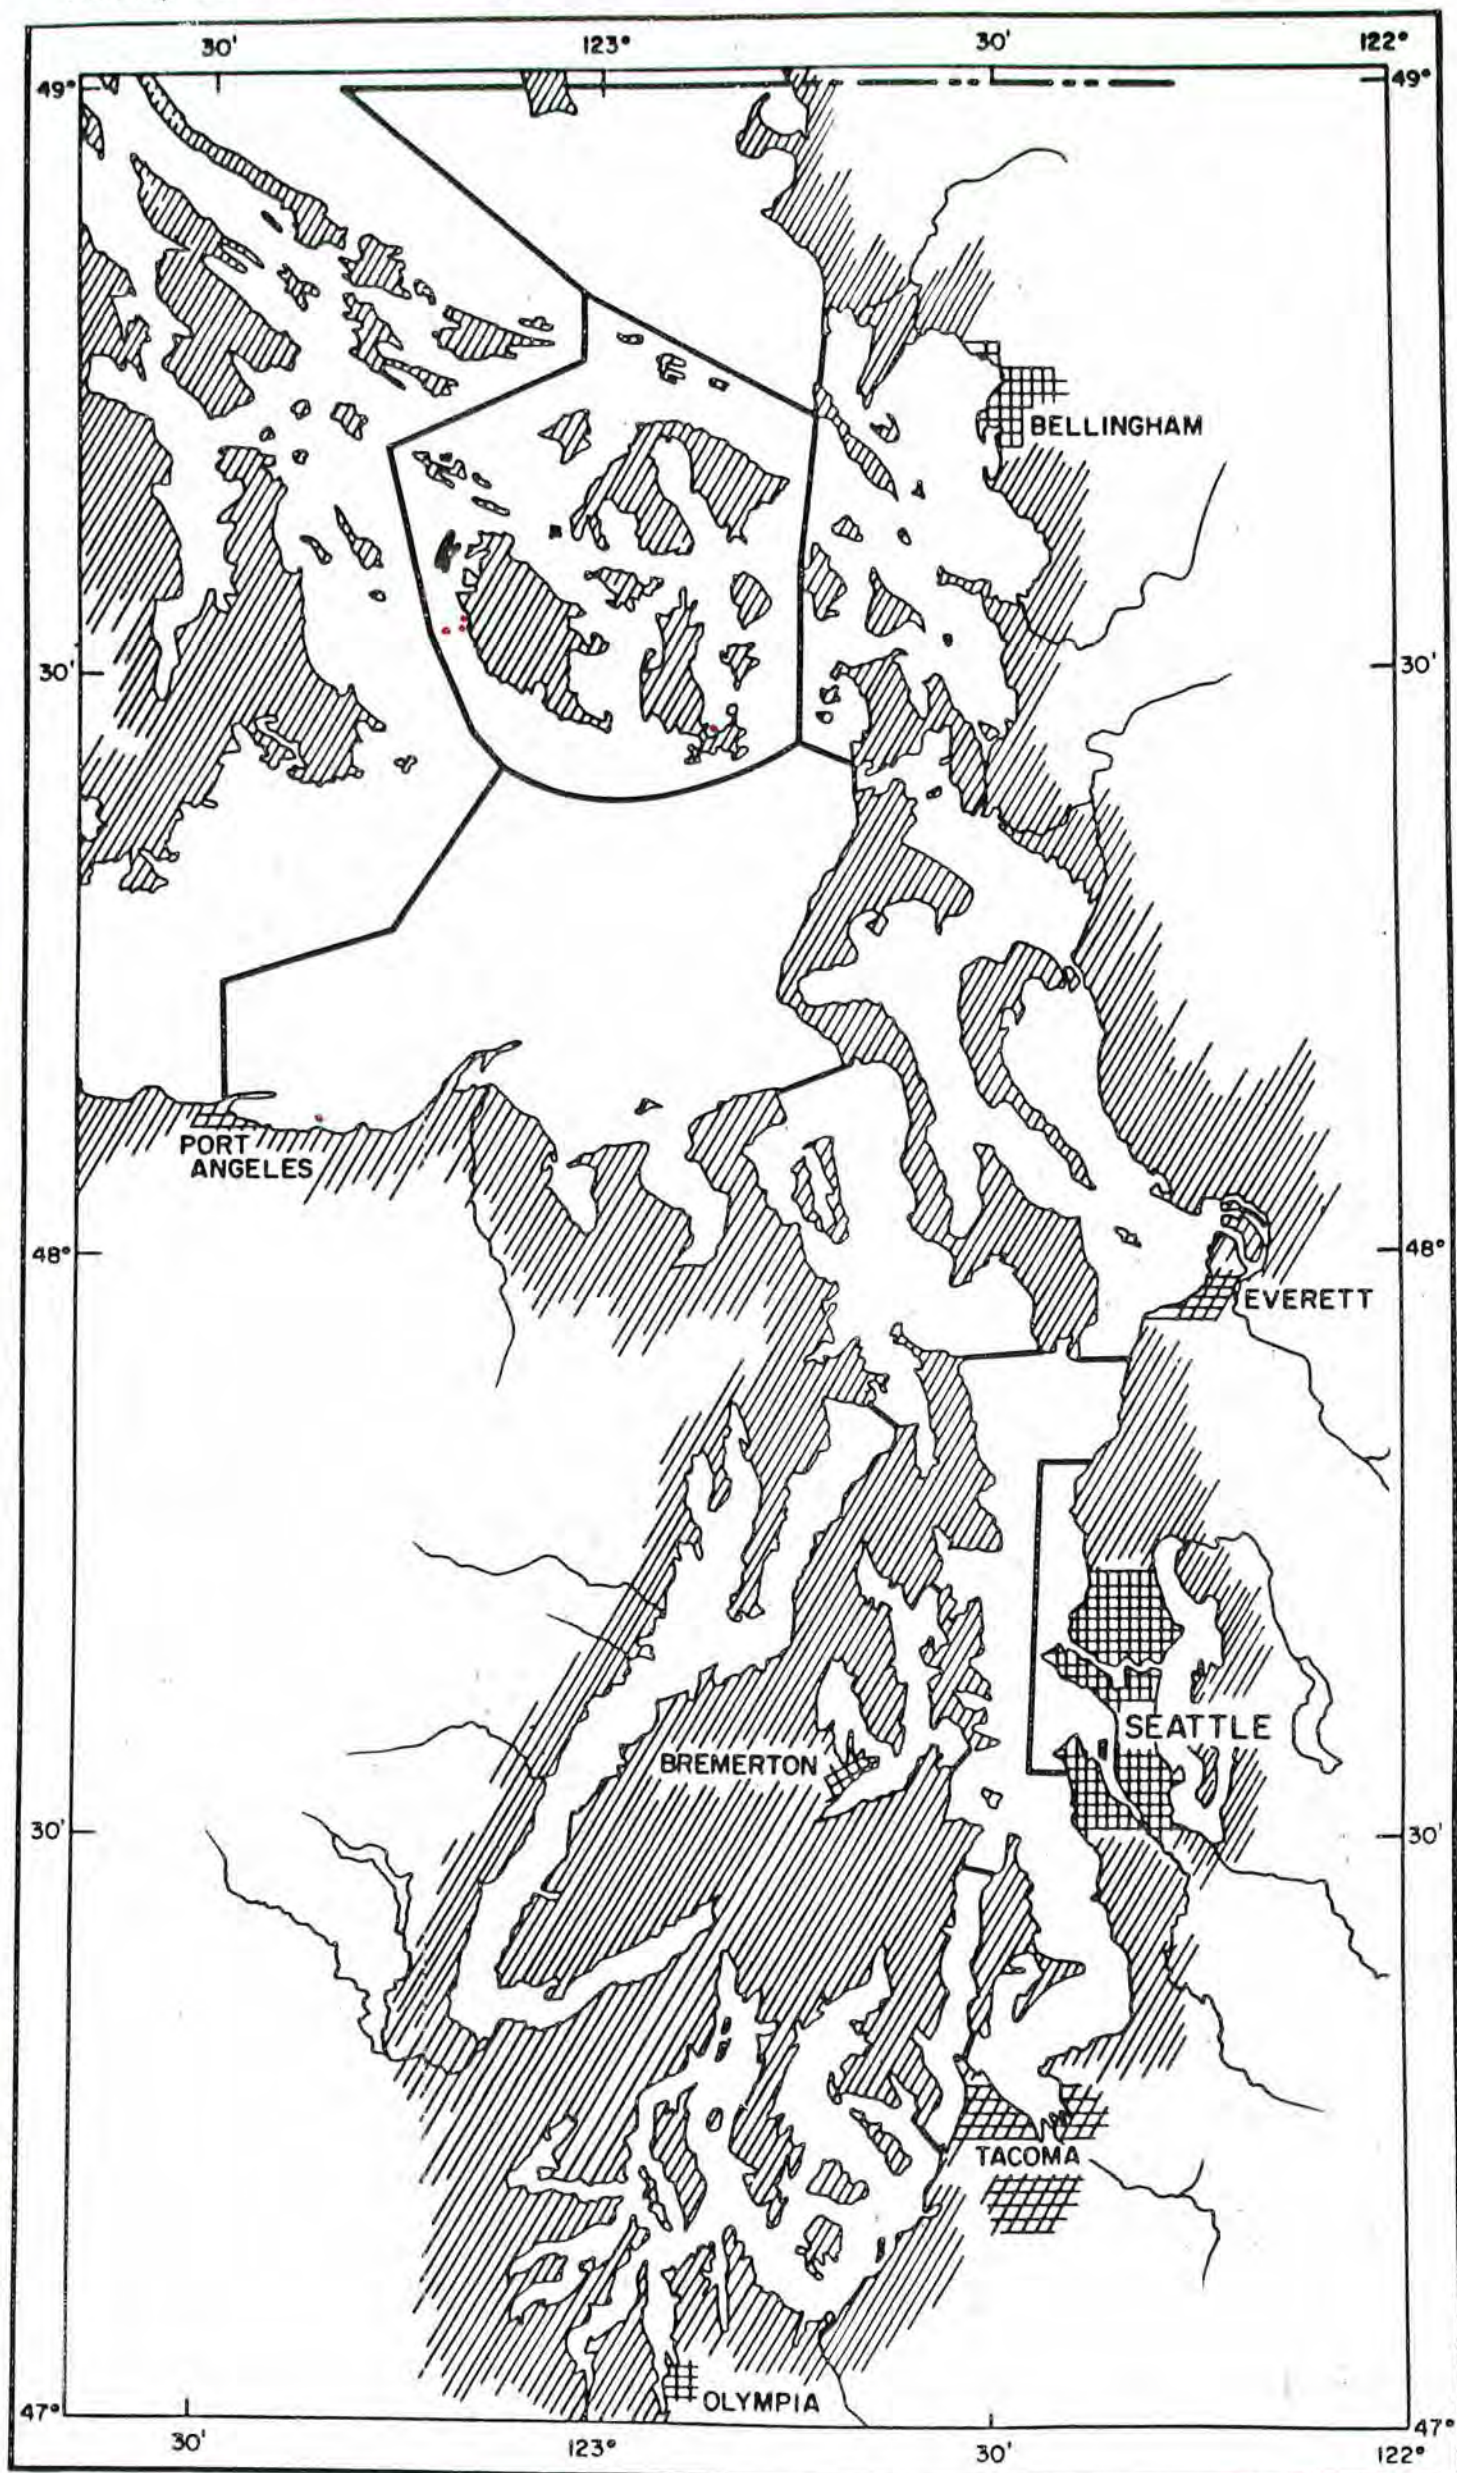 30' 123° 30' 122°
49° 49°
BELLINGHAM
30' 30'
PORT
ANGELES
48° 48°
EVERETT
SEATTLE
BREMERTON
30' 30'
TACOMA
OLYMPIA
47° 47°
30' 123° 30' 122°